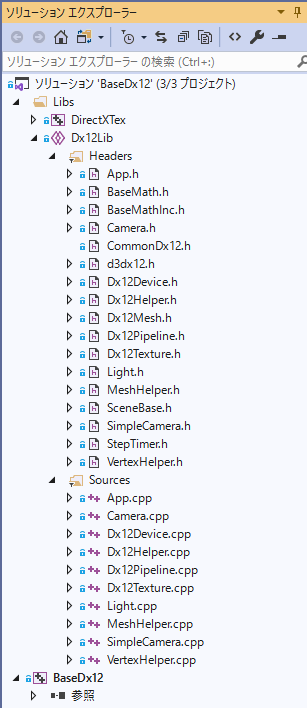 ソリューション エクスプローラー
ソリューション エクスプローラー の検索 (Ctrl+:)
ソリューション 'BaseDx12' (3/3 プロジェクト)
Libs
DirectXTex
Dx12Lib
Headers
App.h
BaseMath.h
BaseMathInc.h
Camera.h
CommonDx12.h
d3dx12.h
Dx12Device.h
Dx12Helper.h
Dx12Mesh.h
Dx12Pipeline.h
Dx12Texture.h
Light.h
MeshHelper.h
SceneBase.h
SimpleCamera.h
StepTimer.h
VertexHelper.h
Sources
App.cpp
Camera.cpp
Dx12Device.cpp
Dx12Helper.cpp
Dx12Pipeline.cpp
Dx12Texture.cpp
Light.cpp
MeshHelper.cpp
SimpleCamera.cpp
VertexHelper.cpp
BaseDx12
参照